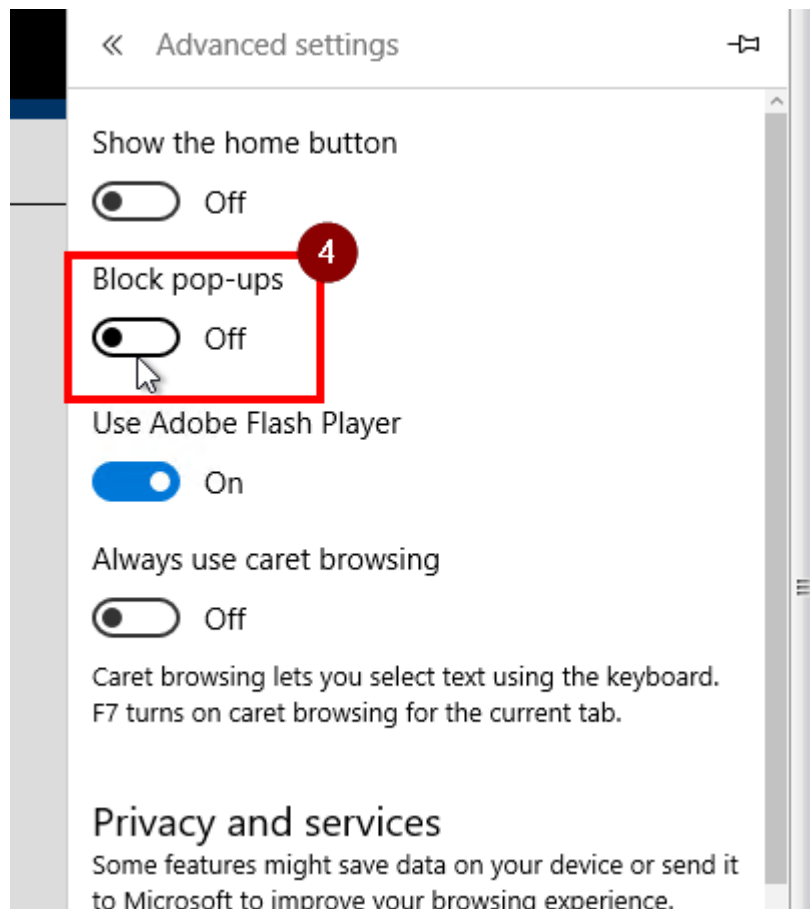 Advanced settings
Show the home button
Off
4
Block pop-ups
Off
Use Adobe Flash Player
On
Always use caret browsing
Off
Caret browsing lets you select text using the keyboard.
F7 turns on caret browsing for the current tab.
Privacy and services
Some features might save data on your device or send it
to Microsoft to improve your browsing experience.